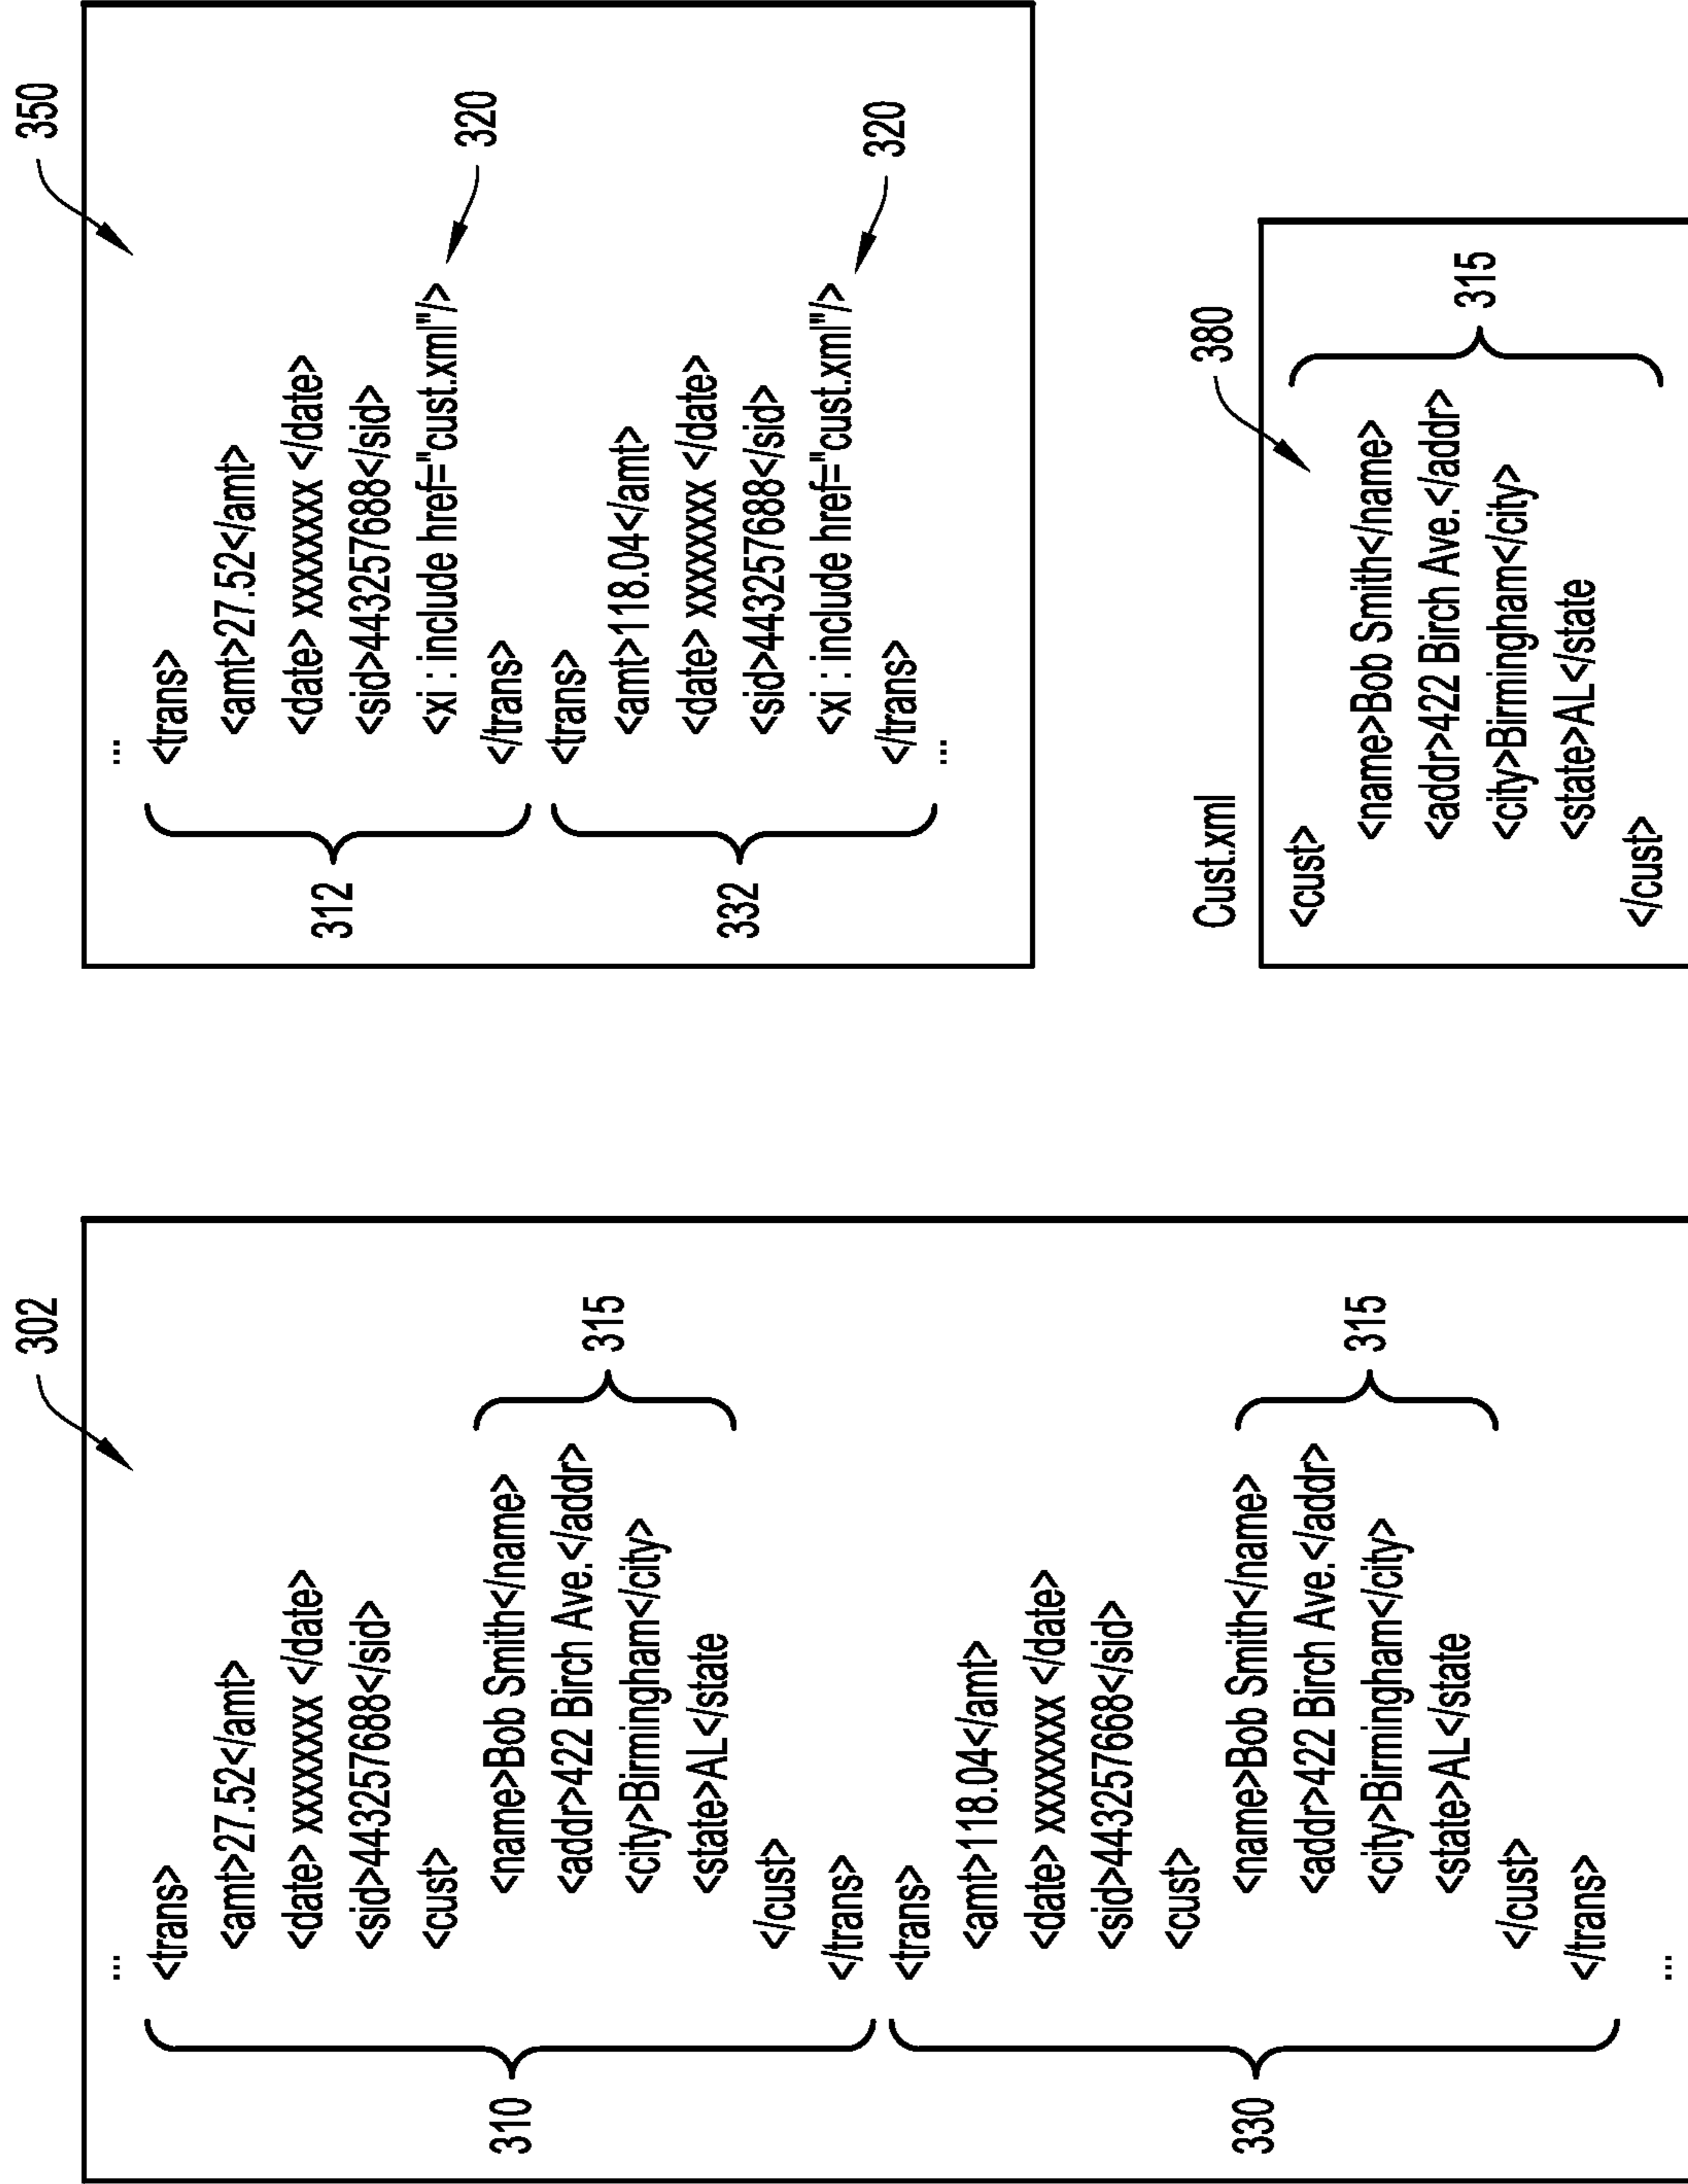 302
...
<trans>
<amt>27.52</amt>
<date> xxxxxxxx </date>
<sid>443257688</sid>
<cust>
<name>Bob Smith</name>
<addr>422 Birch Ave.</addr>
<city>Birmingham</city>
<state>AL</state
</cust>
</trans>
310
315
<trans>
<amt>118.04</amt>
<date> xxxxxxxx </date>
<sid>443257668</sid>
<cust>
<name>Bob Smith</name>
<addr>422 Birch Ave.</addr>
<city>Birmingham</city>
<state>AL</state
</cust>
</trans>
...
330
315
350
...
<trans>
<amt>27.52</amt>
<date> xxxxxxxx </date>
<sid>443257688</sid>
<xi : include href="cust.xml"/>
</trans>
312
320
<trans>
<amt>118.04</amt>
<date> xxxxxxxx </date>
<sid>443257688</sid>
<xi : include href="cust.xml"/>
</trans>
...
332
320
Cust.xml
380
<cust>
<name>Bob Smith</name>
<addr>422 Birch Ave.</addr>
<city>Birmingham</city>
<state>AL</state
</cust>
315